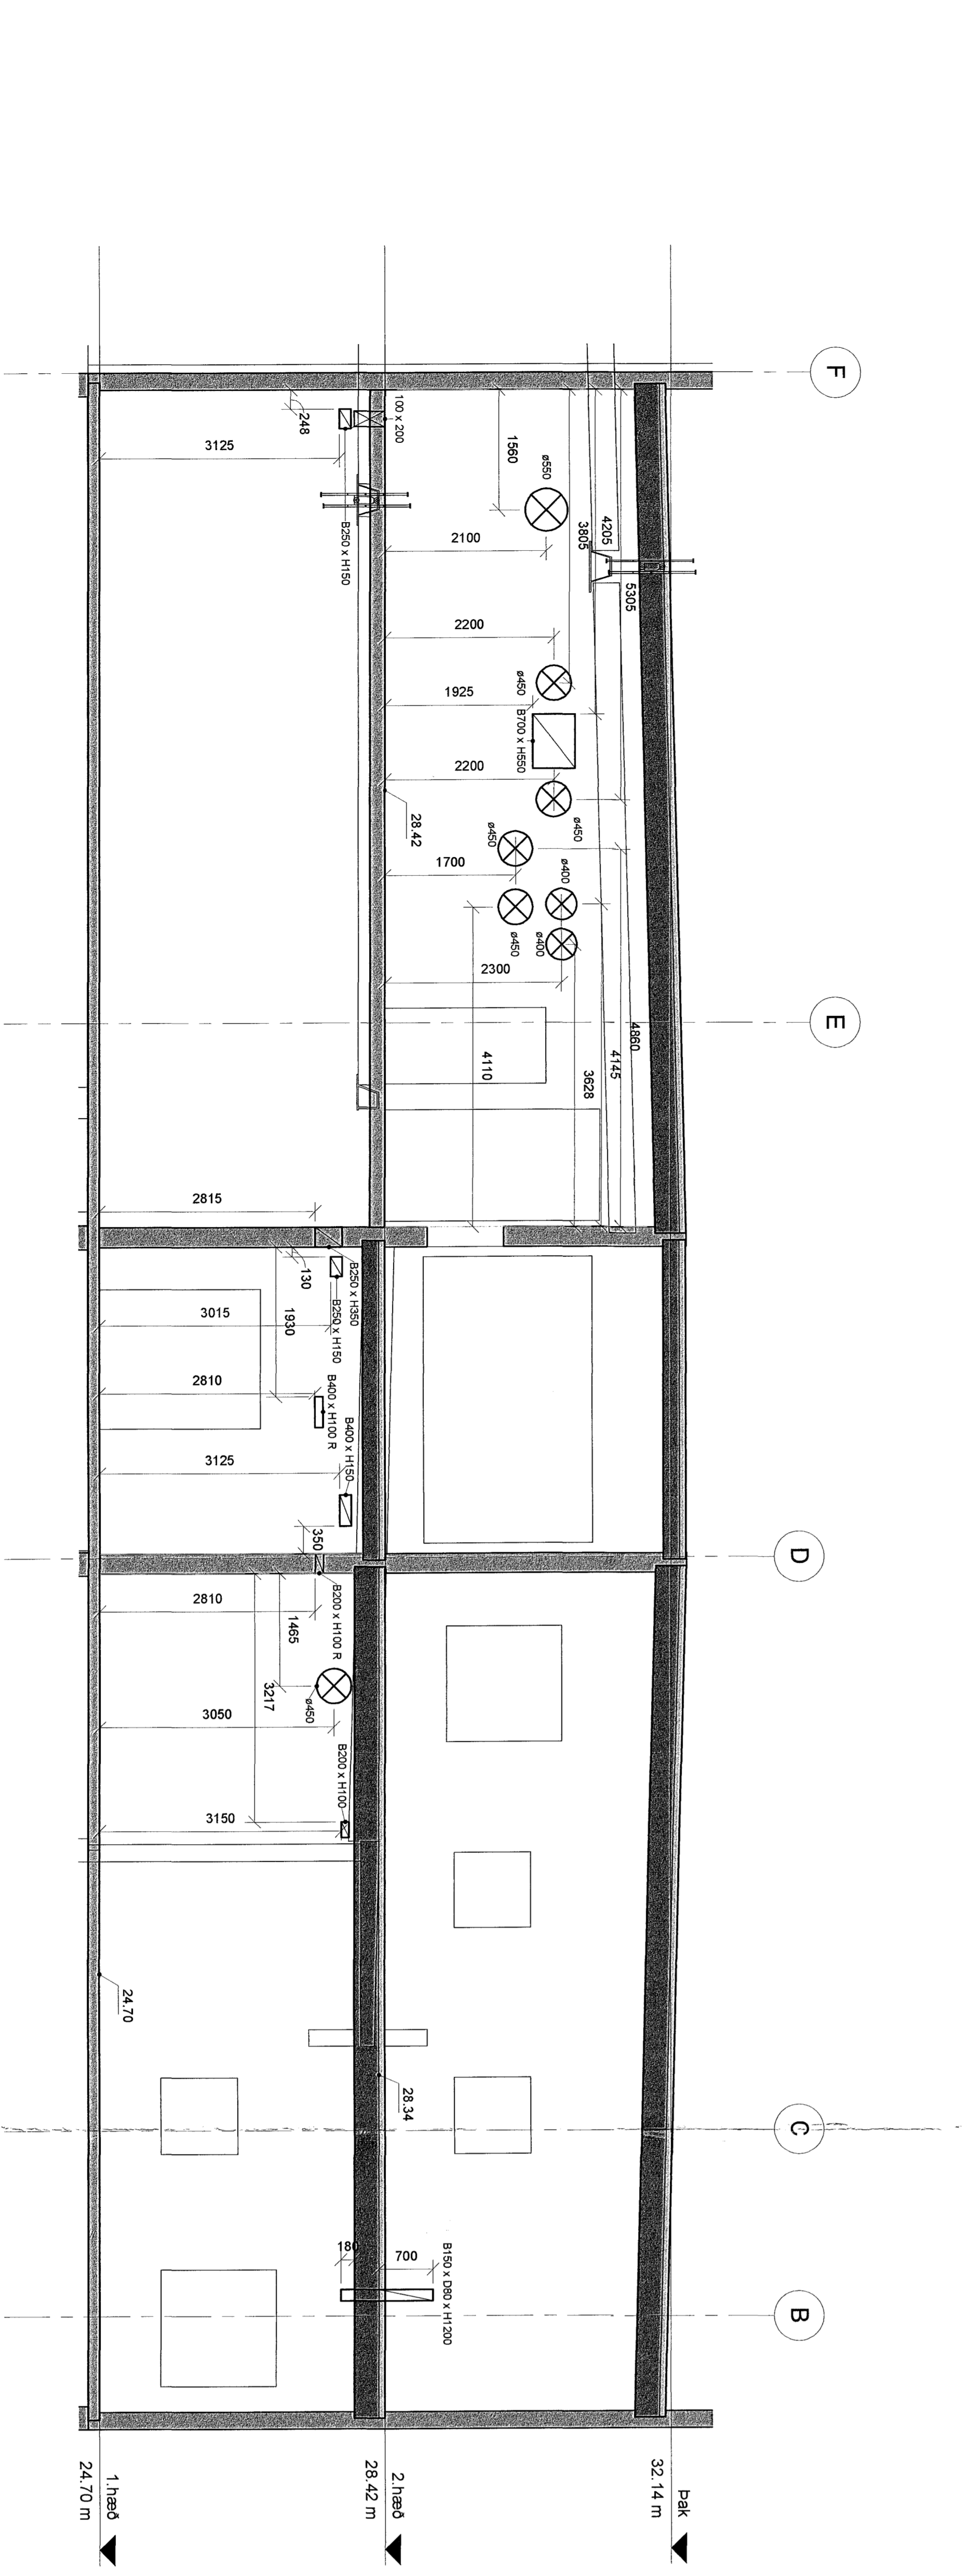 F
E
D
C
B
100 x 200
248
3125
B250 x H150
1560
ø550
2100
3805
4205
5305
2200
ø450
1925
B700 x H550
2200
ø450
28.42
ø450
1700
ø400
ø450
ø400
2300
4860
4145
3628
4110
2815
B250 x H350
130
B250 x H150
3015
1930
2810
B400 x H100 R
B400 x H150
3125
350
B200 x H100 R
2810
1465
3217
ø450
3050
B200 x H100
3150
24.70
28.34
180
700
B150 x D80 x H1200
Þak
32.14 m
2.hæð
28.42 m
1.hæð
24.70 m